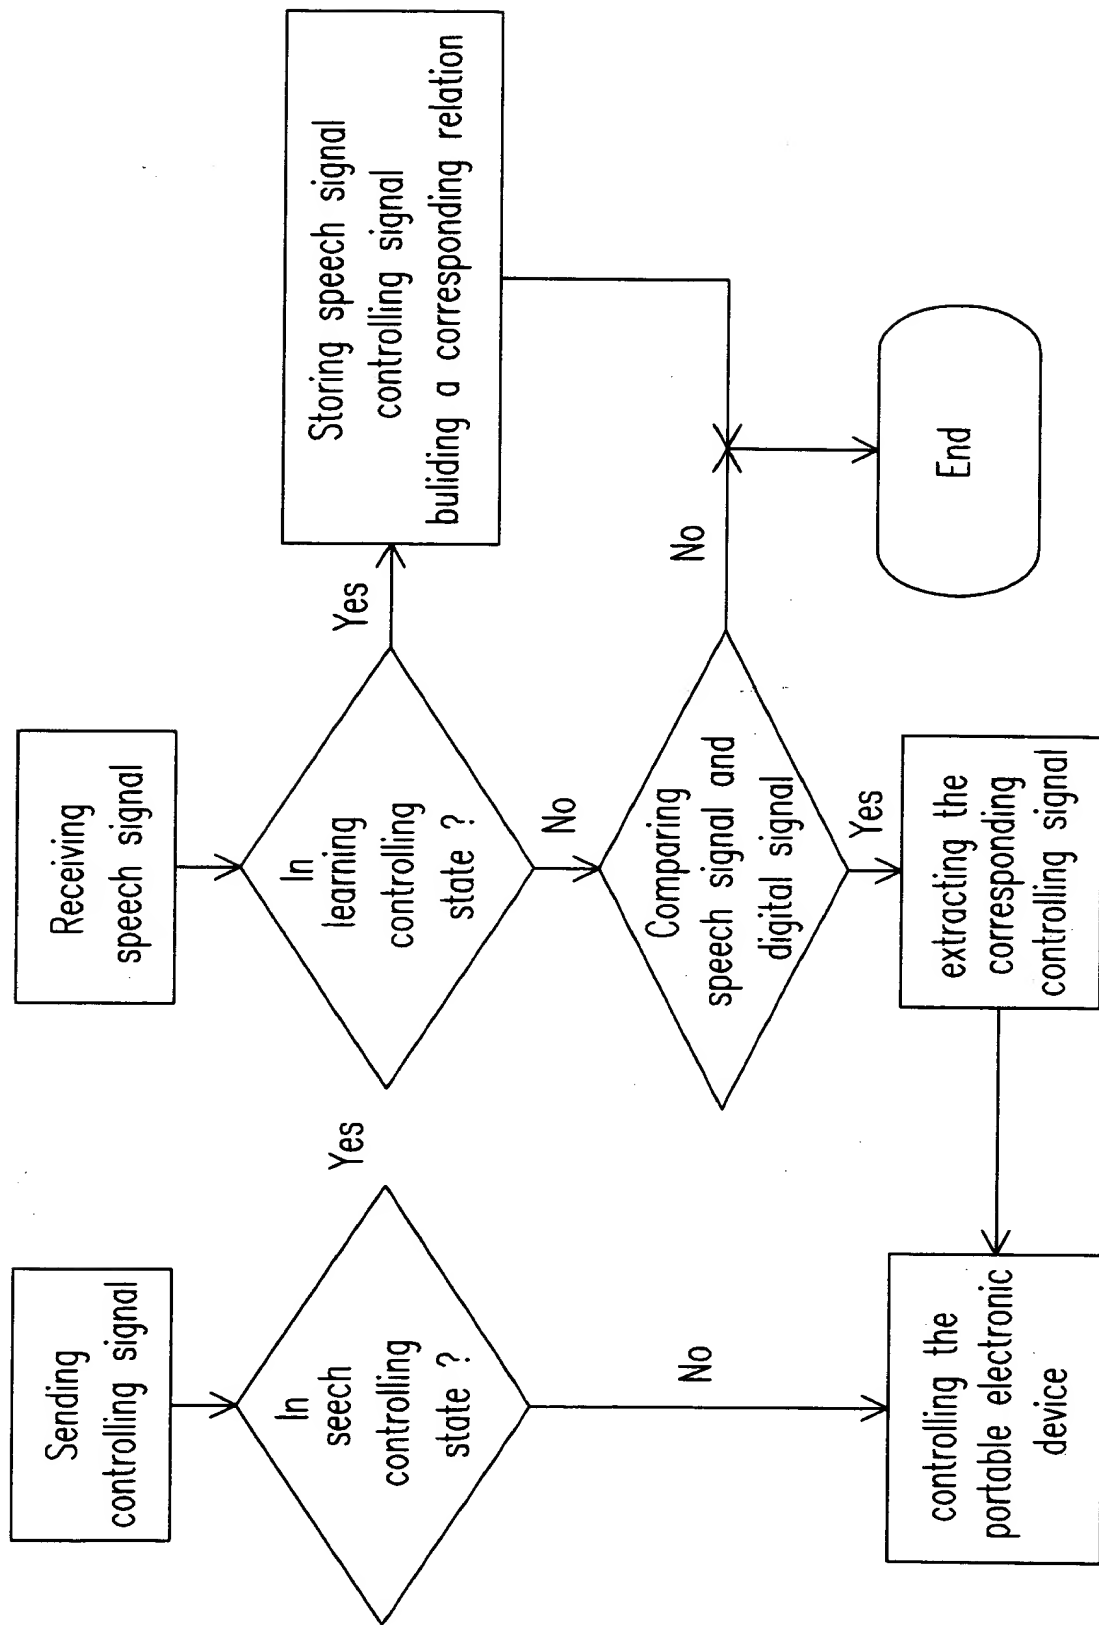 Sending
controlling signal
In
seech
controlling
state ?
Yes
No
controlling the
portable electronic
device
Receiving
speech signal
In
learning
controlling
state ?
Yes
No
Storing speech signal
controlling signal
buliding a corresponding relation
Comparing
speech signal and
digital signal
No
Yes
extracting the
corresponding
controlling signal
End